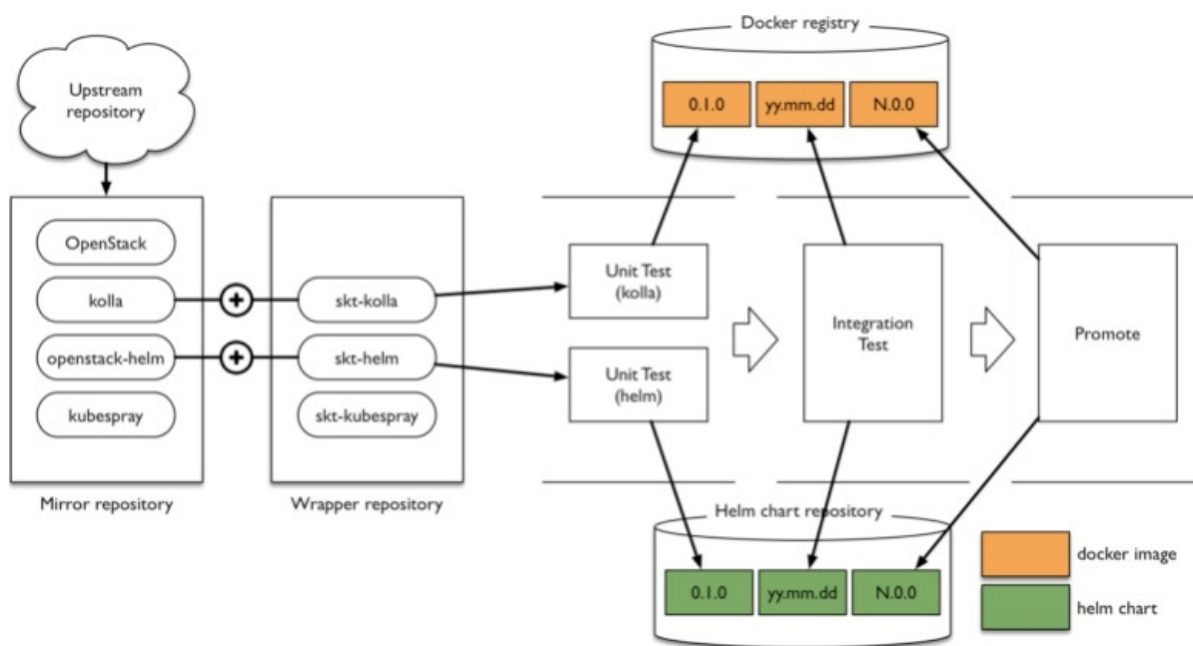 Docker registry
Upstream
repository
0.1.0
yy.mm.dd
N.0.0
OpenStack
kolla
openstack-helm
kubespray
Mirror repository
skt-kolla
skt-helm
skt-kubespray
Wrapper repository
Unit Test
(kolla)
Unit Test
(helm)
Integration
Test
Promote
Helm chart repository
0.1.0
yy.mm.dd
N.0.0
docker image
helm chart